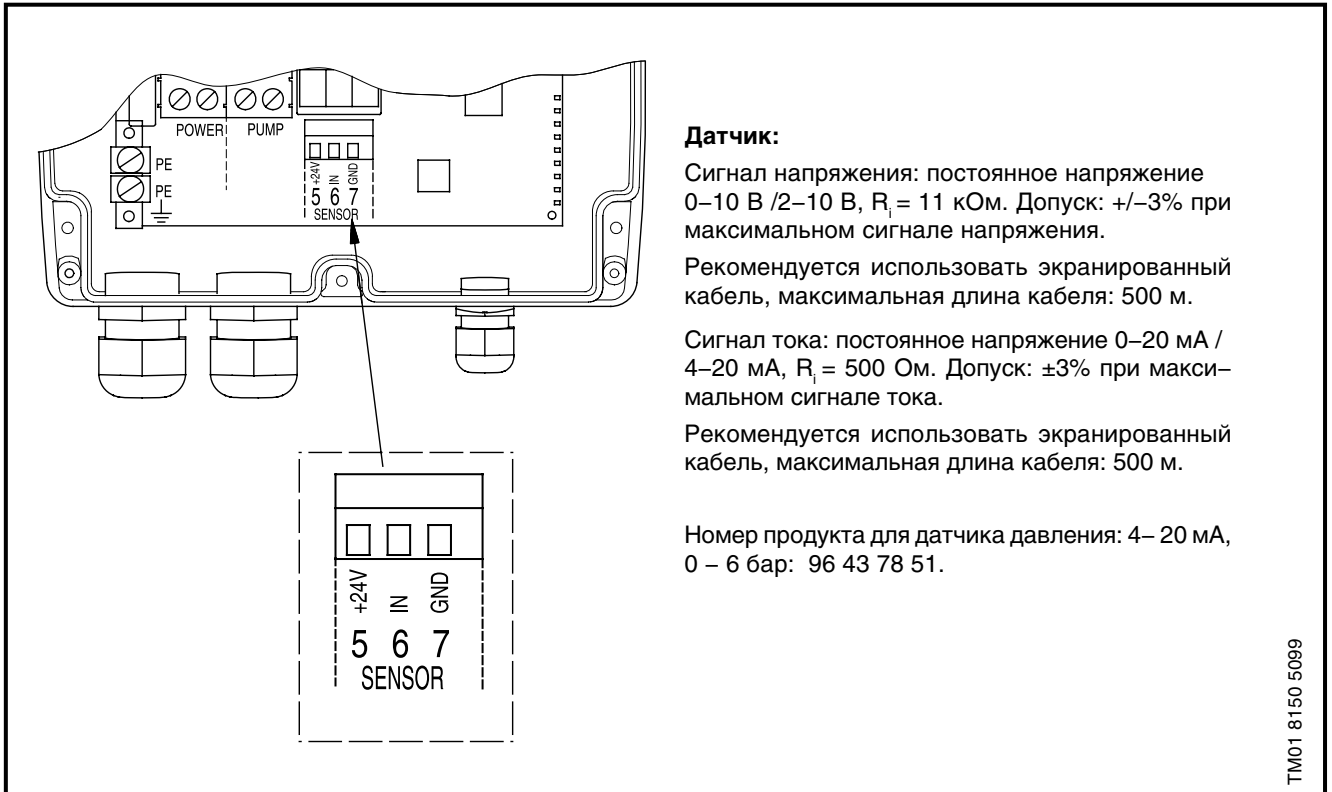 POWER PUMP
PE
PE
+24V IN GND
5 6 7
SENSOR
+24V IN GND
5 6 7
SENSOR
Датчик:
Сигнал напряжения: постоянное напряжение
0–10 В /2–10 В, Ri = 11 кОм. Допуск: +/–3% при
максимальном сигнале напряжения.
Рекомендуется использовать экранированный
кабель, максимальная длина кабеля: 500 м.
Сигнал тока: постоянное напряжение 0–20 мА /
4–20 мА, Ri = 500 Ом. Допуск: ±3% при макси–
мальном сигнале тока.
Рекомендуется использовать экранированный
кабель, максимальная длина кабеля: 500 м.
Номер продукта для датчика давления: 4– 20 мА,
0 – 6 бар: 96 43 78 51.
TM01 8150 5099